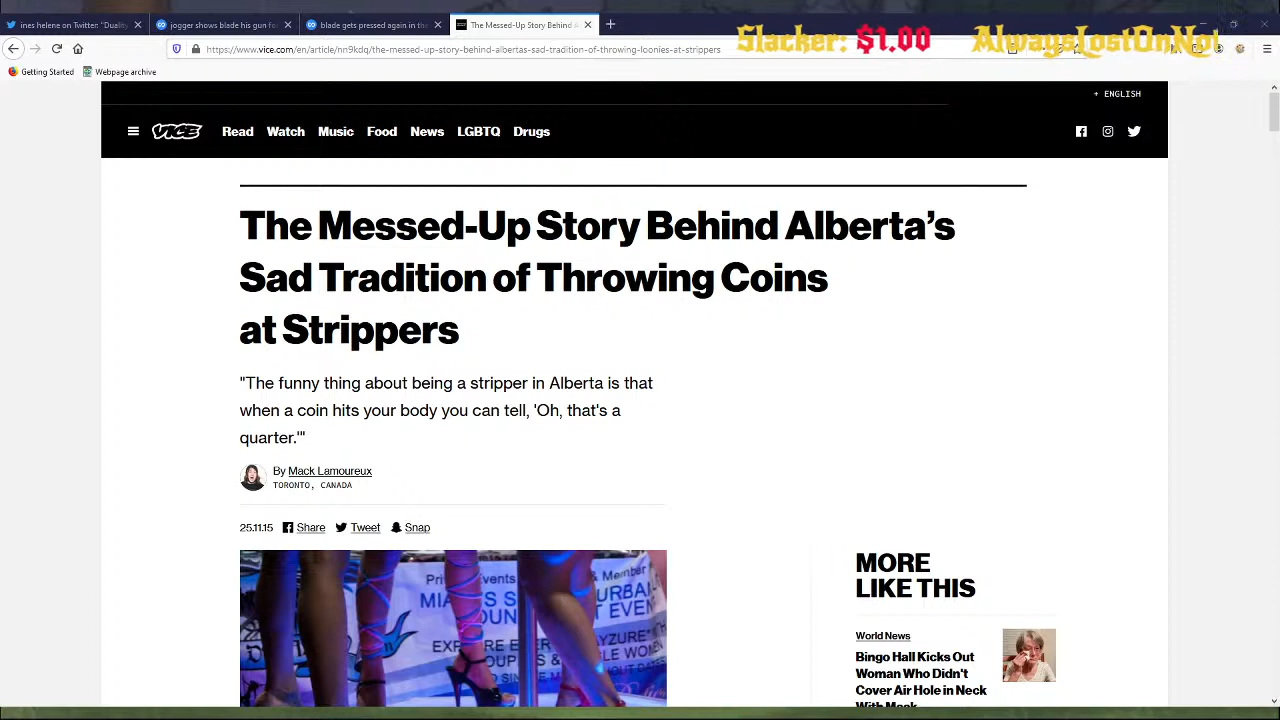 ines helene on Twitter: "Duality
jogger shows blade his gun fo
blade gets pressed again in the
The Messed-Up Story Behind A
https://www.vice.com/en/article/nn9kdq/the-messed-up-story-behind-albertas-sad-tradition-of-throwing-loonies-at-strippers
Slacker: $1.00 AlwaysLostOnNot
Getting Started Webpage archive
+ ENGLISH
VICE Read Watch Music Food News LGBTQ Drugs
The Messed-Up Story Behind Alberta's
Sad Tradition of Throwing Coins
at Strippers
"The funny thing about being a stripper in Alberta is that
when a coin hits your body you can tell, 'Oh, that's a
quarter.'"
By Mack Lamoureux
TORONTO, CANADA
25.11.15 Share Tweet Snap
MORE
LIKE THIS
World News
Bingo Hall Kicks Out
Woman Who Didn't
Cover Air Hole in Neck
With Mask